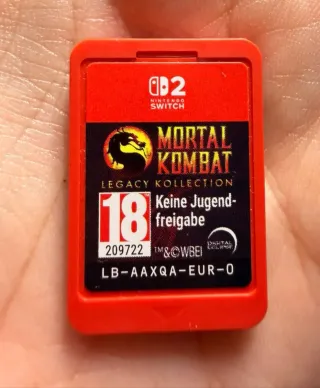 2
NINTENDO
SWITCH
MORTAL
KOMBAT
LEGACY KOLLECTION
18
Keine Jugend-
freigabe
209722
™&©WBEI
DIGITAL
ECLIPSE
LB-AAXQA-EUR-0